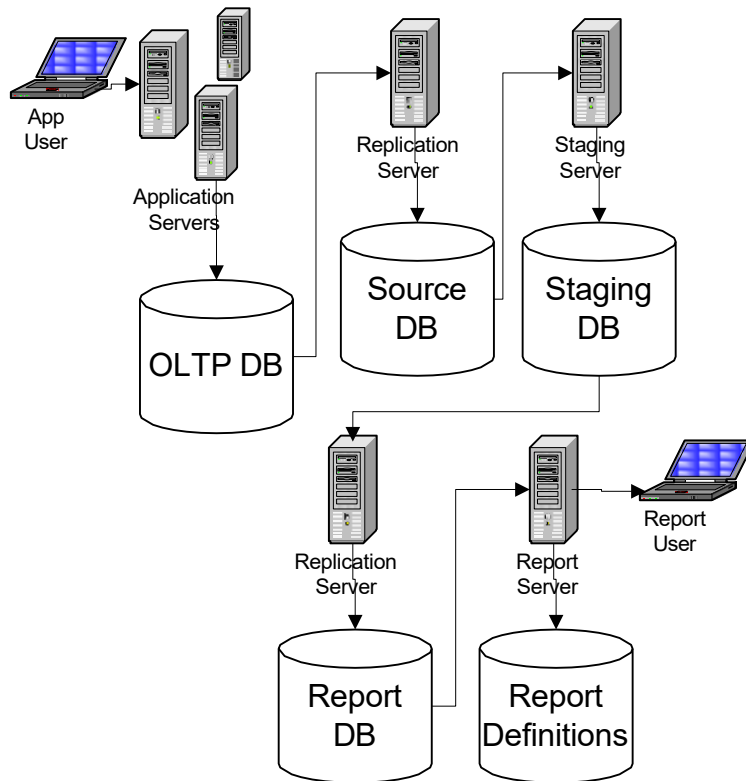 App
User
Application
Servers
Replication
Server
Staging
Server
OLTP DB
Source
DB
Staging
DB
Replication
Server
Report
Server
Report
User
Report
DB
Report
Definitions